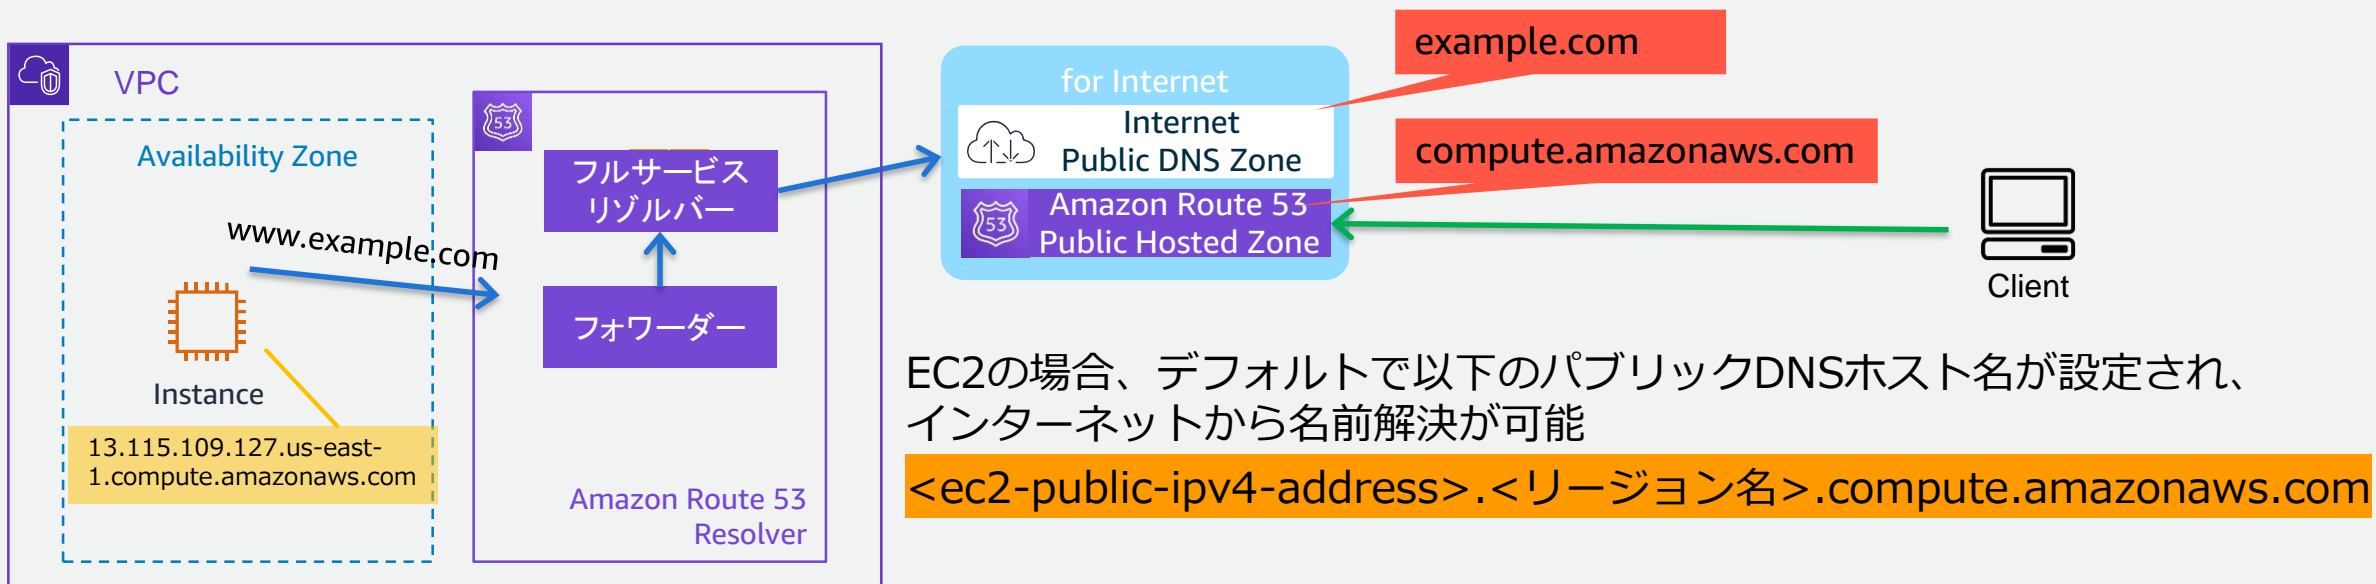 VPC
Availability Zone
www.example.com
Instance
13.115.109.127.us-east-
1.compute.amazonaws.com
53
フルサービス
リゾルバー
フォワーダー
Amazon Route 53
Resolver
for Internet
Internet
Public DNS Zone
53
Amazon Route 53
Public Hosted Zone
example.com
compute.amazonaws.com
Client
EC2の場合、デフォルトで以下のパブリックDNSホスト名が設定され、
インターネットから名前解決が可能
<ec2-public-ipv4-address>.<リージョン名>.compute.amazonaws.com